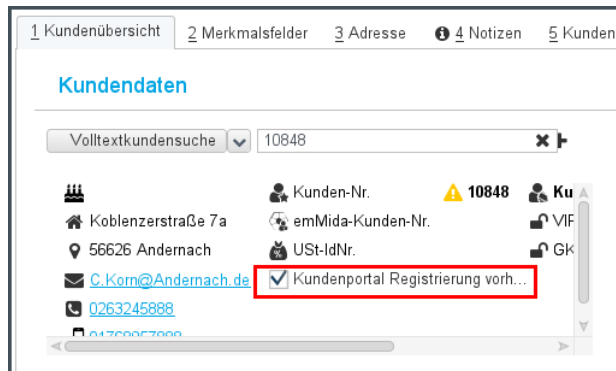 1 Kundenübersicht 2 Merkmalsfelder 3 Adresse 4 Notizen 5 Kunden
Kundendaten
Volltextkundensuche 10848
Kunden-Nr. 10848 Ku
Koblenzerstraße 7a emMida-Kunden-Nr. VIF
56626 Andernach USt-IdNr. GK
C.Korn@Andernach.de Kundenportal Registrierung vorh...
0263245888